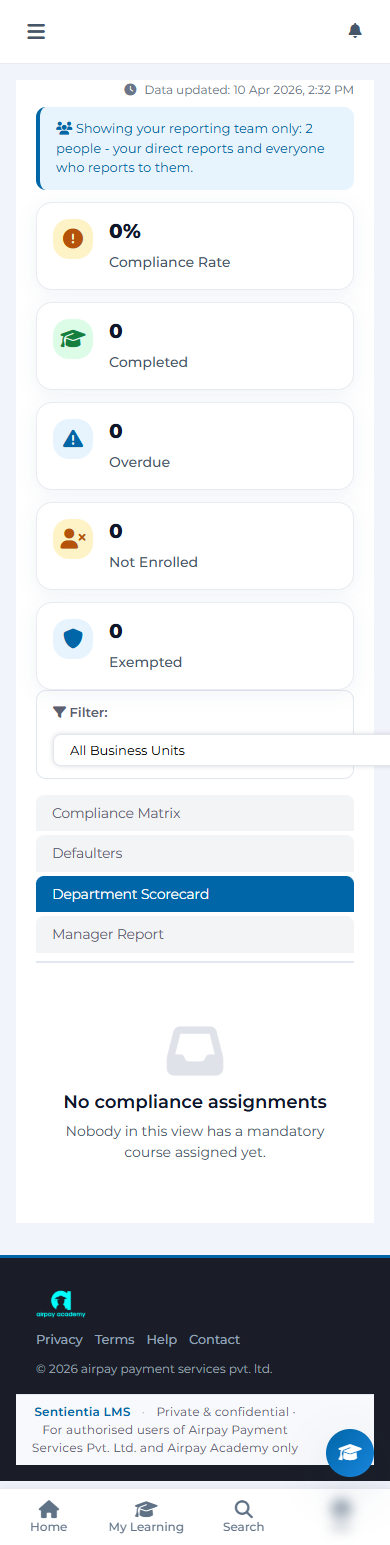 Data updated: 10 Apr 2026, 2:32 PM
Showing your reporting team only: 2
people - your direct reports and everyone
who reports to them.
0%
Compliance Rate
0
Completed
0
Overdue
0
Not Enrolled
0
Exempted
Filter:
All Business Units
Compliance Matrix
Defaulters
Department Scorecard
Manager Report
No compliance assignments
Nobody in this view has a mandatory
course assigned yet.
airpay academy
Privacy Terms Help Contact
© 2026 airpay payment services pvt. ltd.
Sentientia LMS · Private & confidential ·
For authorised users of Airpay Payment
Services Pvt. Ltd. and Airpay Academy only
Home My Learning Search